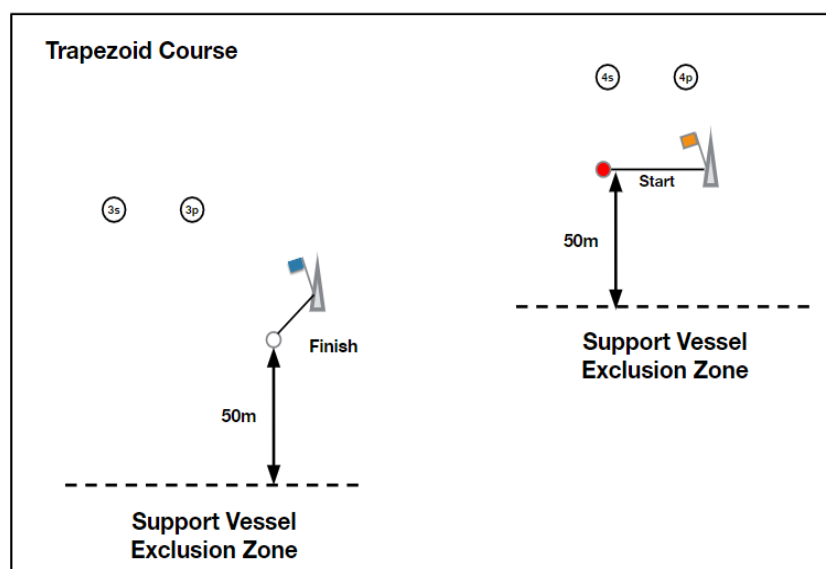 Trapezoid Course
4s
4p
Start
50m
Support Vessel
Exclusion Zone
3s
3p
Finish
50m
Support Vessel
Exclusion Zone